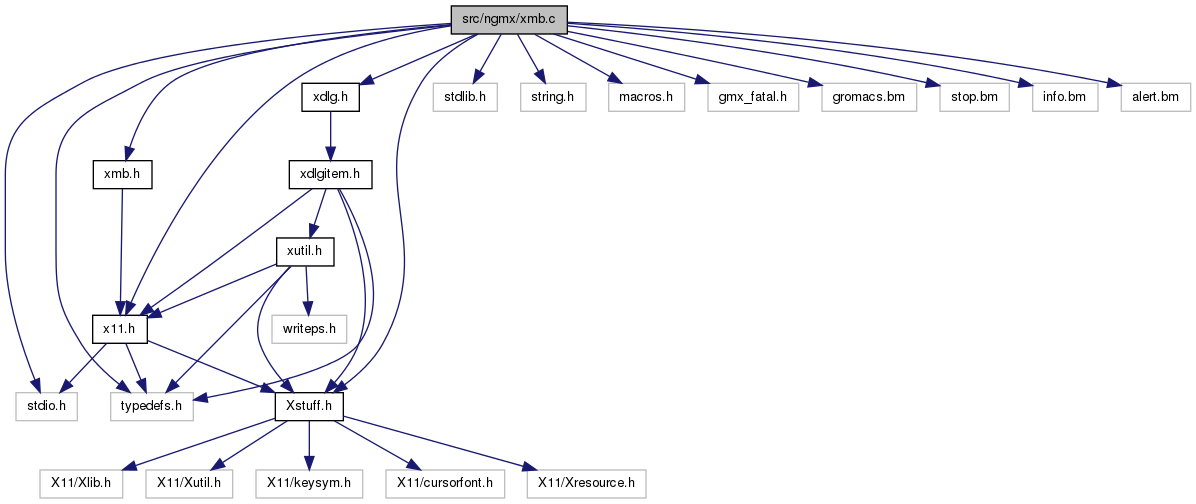 src/ngmx/xmb.c
xdlg.h
stdlib.h
string.h
macros.h
gmx_fatal.h
gromacs.bm
stop.bm
info.bm
alert.bm
xmb.h
xdlgitem.h
xutil.h
x11.h
writeps.h
stdio.h
typedefs.h
Xstuff.h
X11/Xlib.h
X11/Xutil.h
X11/keysym.h
X11/cursorfont.h
X11/Xresource.h